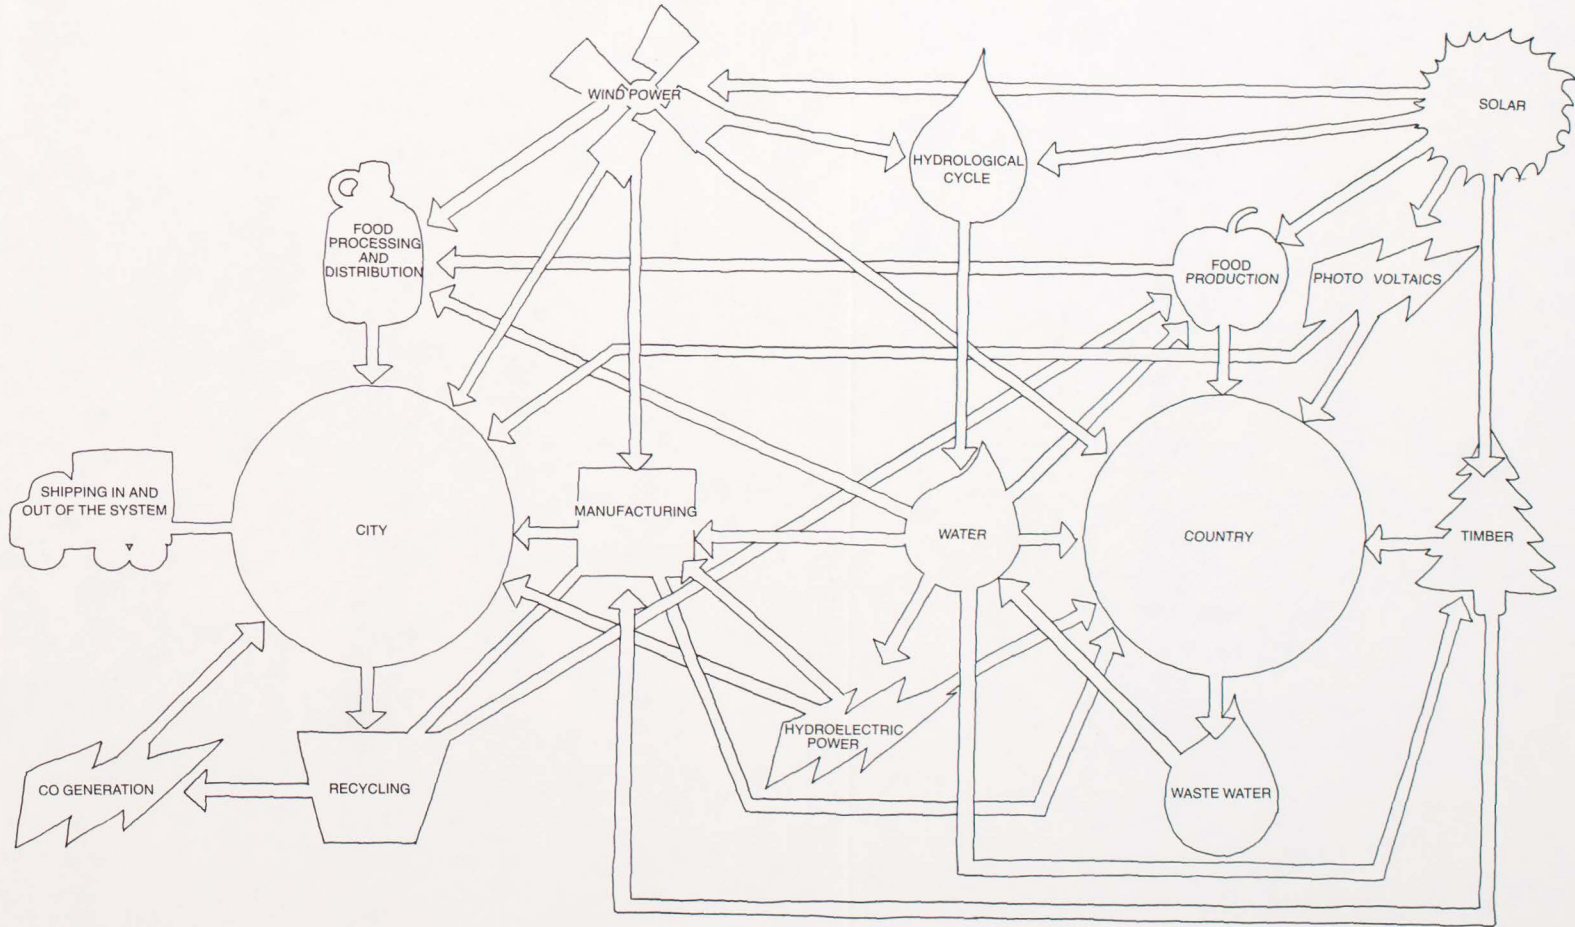 WIND POWER
SOLAR
HYDROLOGICAL
CYCLE
FOOD
PROCESSING
AND
DISTRIBUTION
FOOD
PRODUCTION
PHOTO VOLTAICS
SHIPPING IN AND
OUT OF THE SYSTEM
CITY
MANUFACTURING
WATER
COUNTRY
TIMBER
HYDROELECTRIC
POWER
CO GENERATION
RECYCLING
WASTE WATER